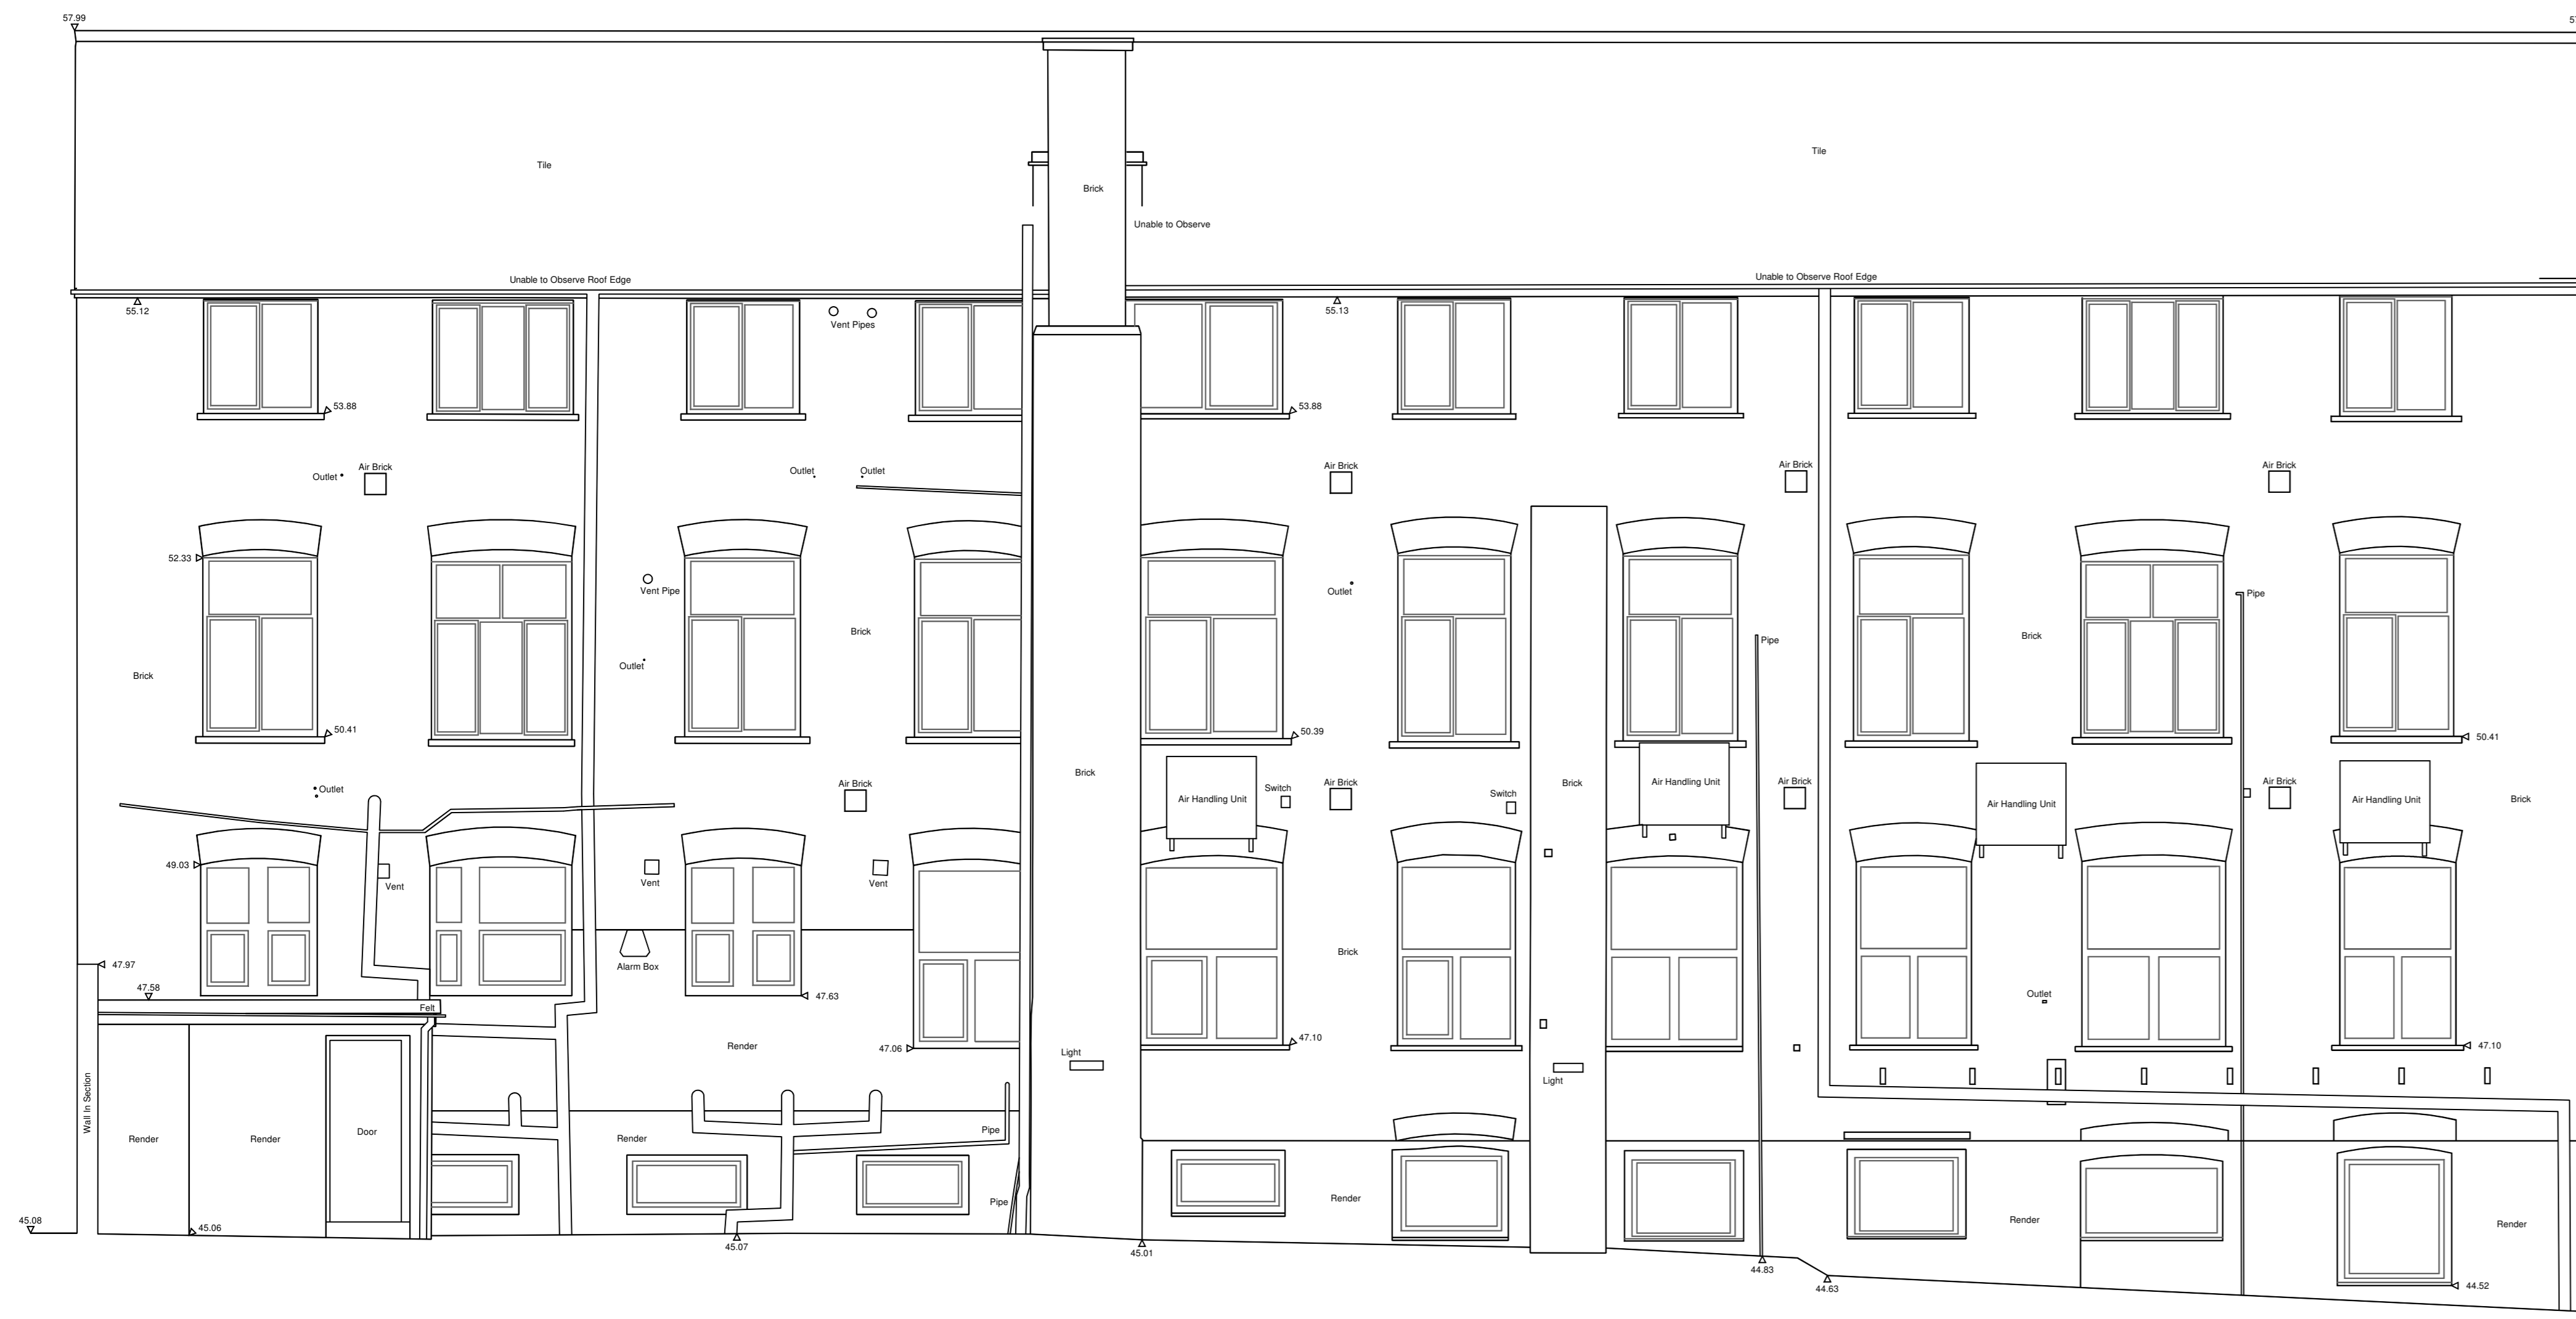 57.99
5
Tile
Tile
Brick
Unable to Observe
Unable to Observe Roof Edge
Unable to Observe Roof Edge
55.12
Vent Pipes
55.13
53.88
53.88
Outlet
Air Brick
Outlet
Outlet
Air Brick
Air Brick
Air Brick
52.33
Vent Pipe
Outlet
Pipe
Brick
Brick
Pipe
Outlet
Brick
50.41
50.39
50.41
Outlet
Air Brick
Brick
Air Handling Unit
Switch
Air Brick
Switch
Brick
Air Handling Unit
Air Brick
Air Handling Unit
Air Brick
Air Handling Unit
Brick
49.03
Vent
Vent
Vent
Brick
47.97
Alarm Box
47.58
47.63
Felt
Outlet
Render
47.06
Light
47.10
47.10
Light
Wall In Section
Render
Render
Door
Render
Pipe
Pipe
Render
Render
Render
45.08
45.06
45.07
45.01
44.83
44.63
44.52